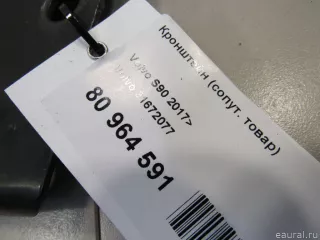 Кронштейн (сопут. товар)
Volvo S90 2017>
31672077
80 964 591
eaural.ru